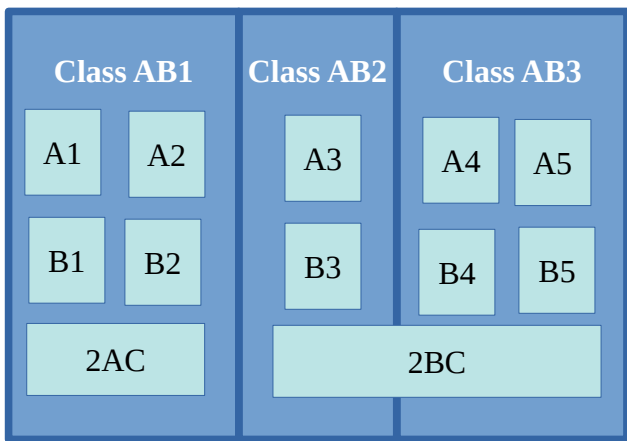 Class AB1 Class AB2 Class AB3
A1 A2 A3 A4 A5
B1 B2 B3 B4 B5
2AC 2BC